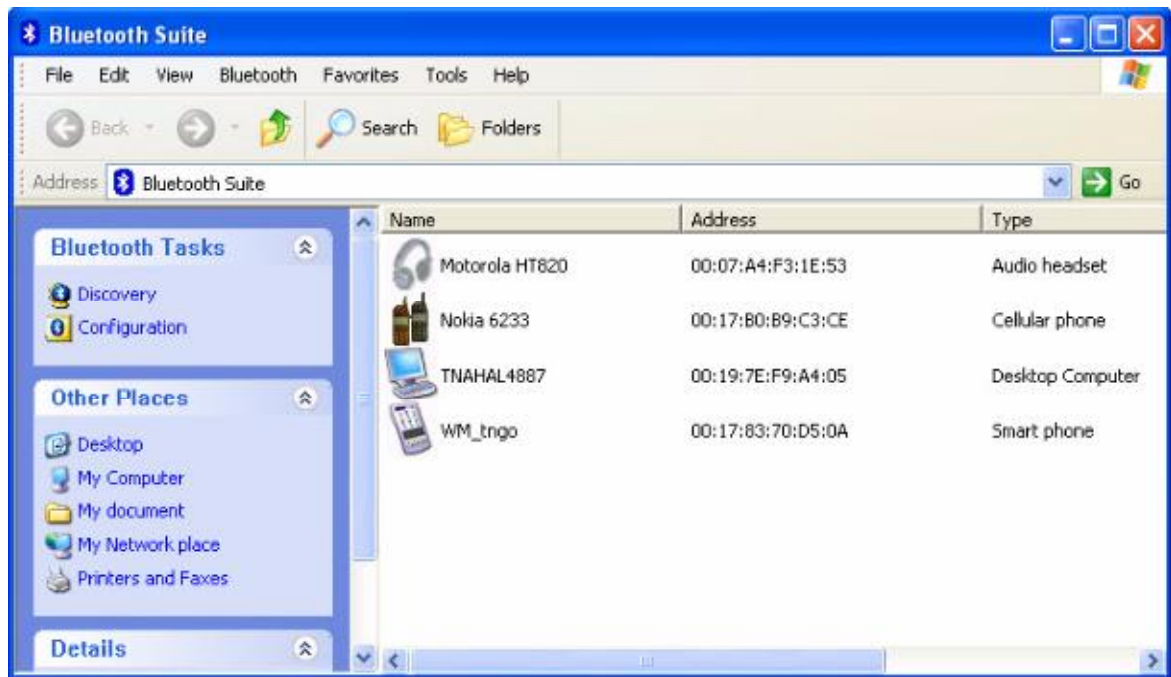 Bluetooth Suite
File Edit View Bluetooth Favorites Tools Help
Back Search Folders
Address Bluetooth Suite Go
Bluetooth Tasks
Discovery
Configuration
Other Places
Desktop
My Computer
My document
My Network place
Printers and Faxes
Details
Name Address Type
Motorola HT820 00:07:A4:F3:1E:53 Audio headset
Nokia 6233 00:17:B0:B9:C3:CE Cellular phone
TNAHAL4887 00:19:7E:F9:A4:05 Desktop Computer
WM_tngo 00:17:83:70:D5:0A Smart phone